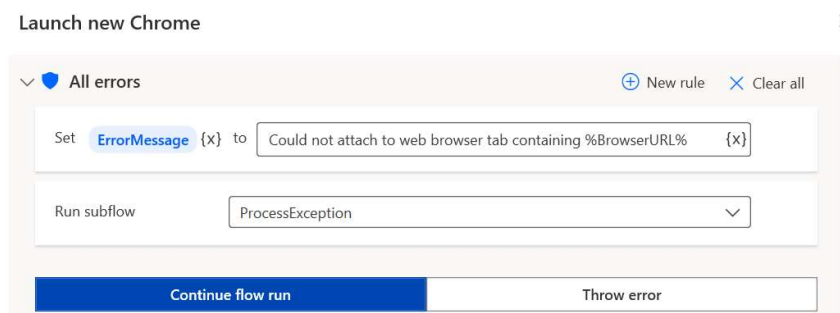 Launch new Chrome
All errors
New rule
Clear all
Set ErrorMessage {x} to Could not attach to web browser tab containing %BrowserURL% {x}
Run subflow ProcessException
Continue flow run
Throw error